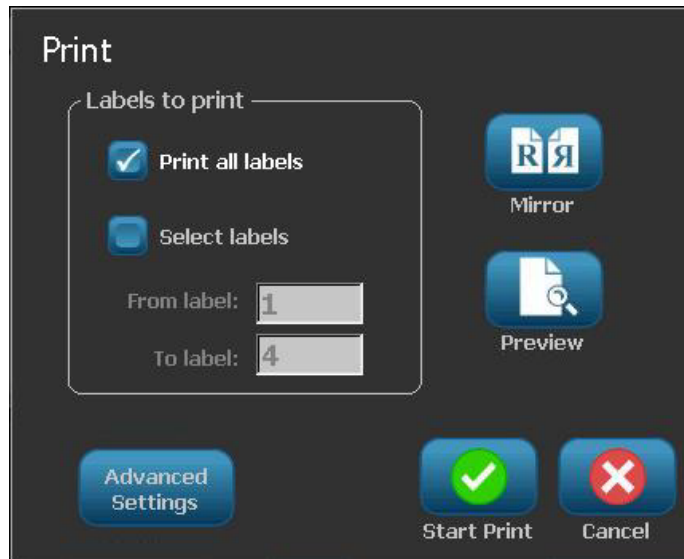 Print
Labels to print
Print all labels
Select labels
From label: 1
To label: 4
R Я
Mirror
Preview
Advanced
Settings
Start Print
Cancel